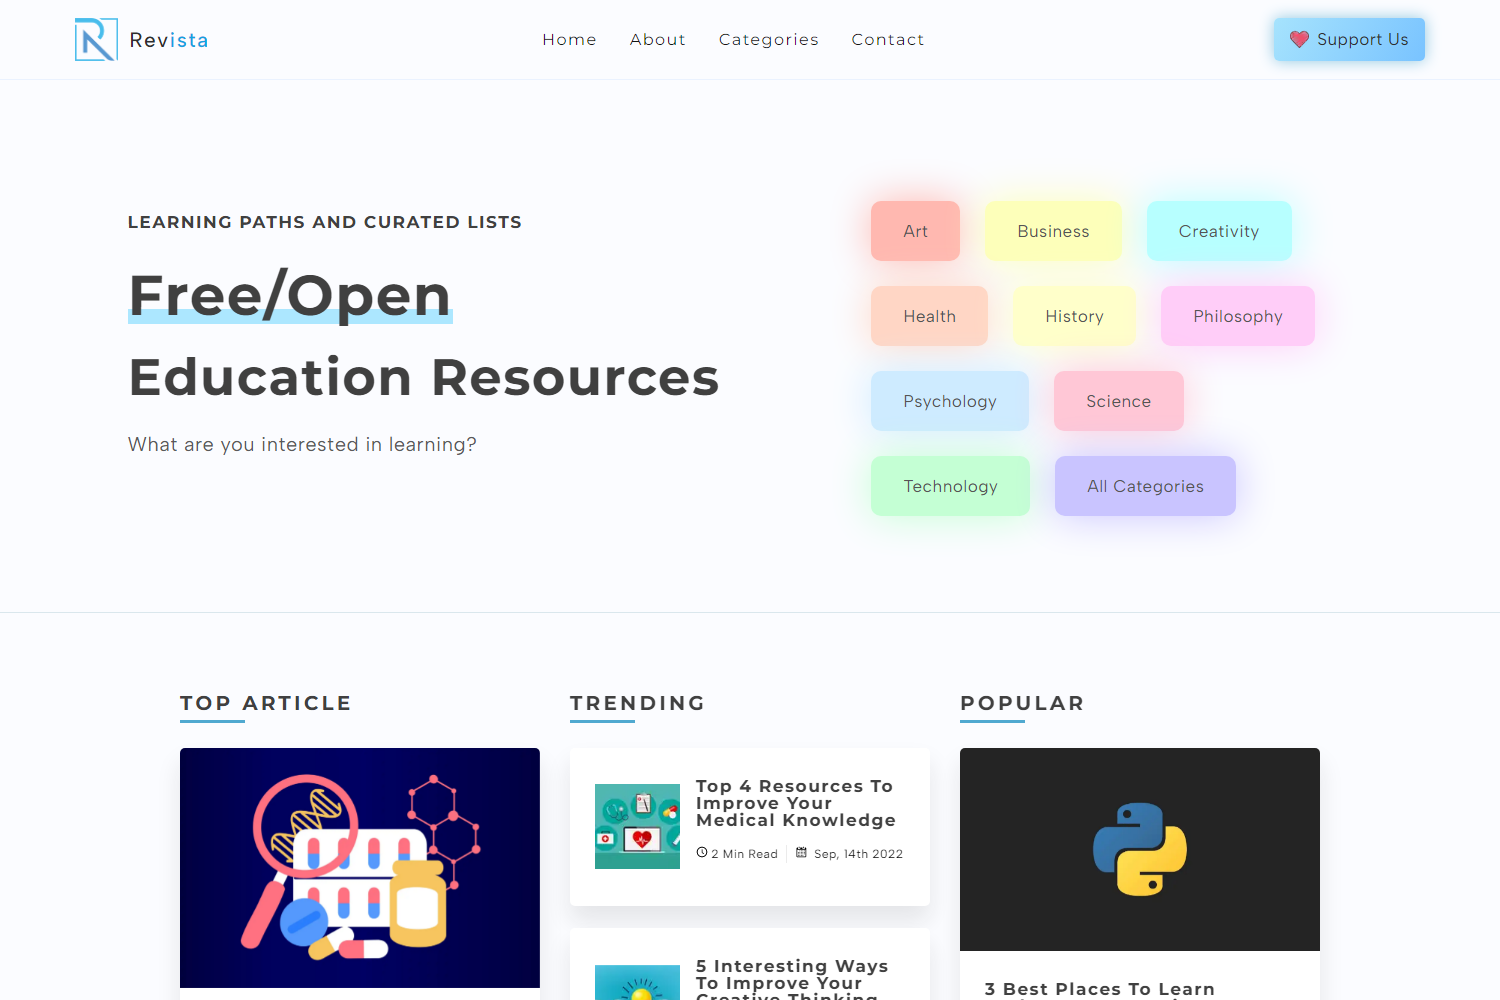 Revista
Home
About
Categories
Contact
Support Us
LEARNING PATHS AND CURATED LISTS
Free/Open
Education Resources
What are you interested in learning?
Art
Business
Creativity
Health
History
Philosophy
Psychology
Science
Technology
All Categories
TOP ARTICLE
TRENDING
Top 4 Resources To
Improve Your
Medical Knowledge
2 Min Read
Sep, 14th 2022
5 Interesting Ways
To Improve Your
Creative Thinking
POPULAR
3 Best Places To Learn